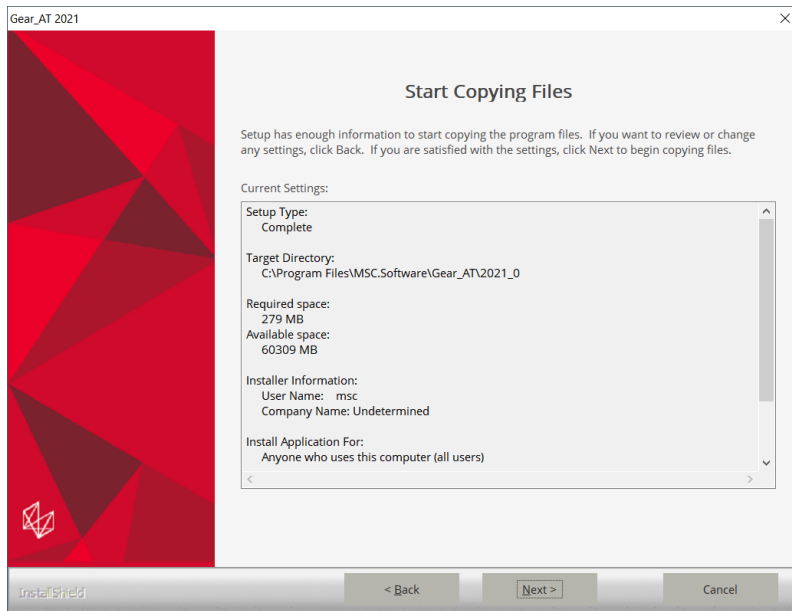 Gear_AT 2021
Start Copying Files
Setup has enough information to start copying the program files. If you want to review or change
any settings, click Back. If you are satisfied with the settings, click Next to begin copying files.
Current Settings:
Setup Type:
Complete
Target Directory:
C:\Program Files\MSC.Software\Gear_AT\2021_0
Required space:
279 MB
Available space:
60309 MB
Installer Information:
User Name: msc
Company Name: Undetermined
Install Application For:
Anyone who uses this computer (all users)
InstallShield
< Back
Next >
Cancel